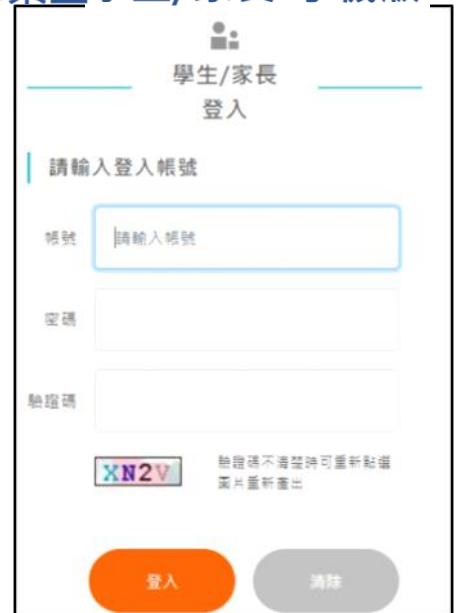 學生/家長
登入
請輸入登入帳號
帳號 請輸入帳號
密碼
驗證碼
XN2V 驗證碼不清楚時可重新點選
圖片重新產出
登入 清除